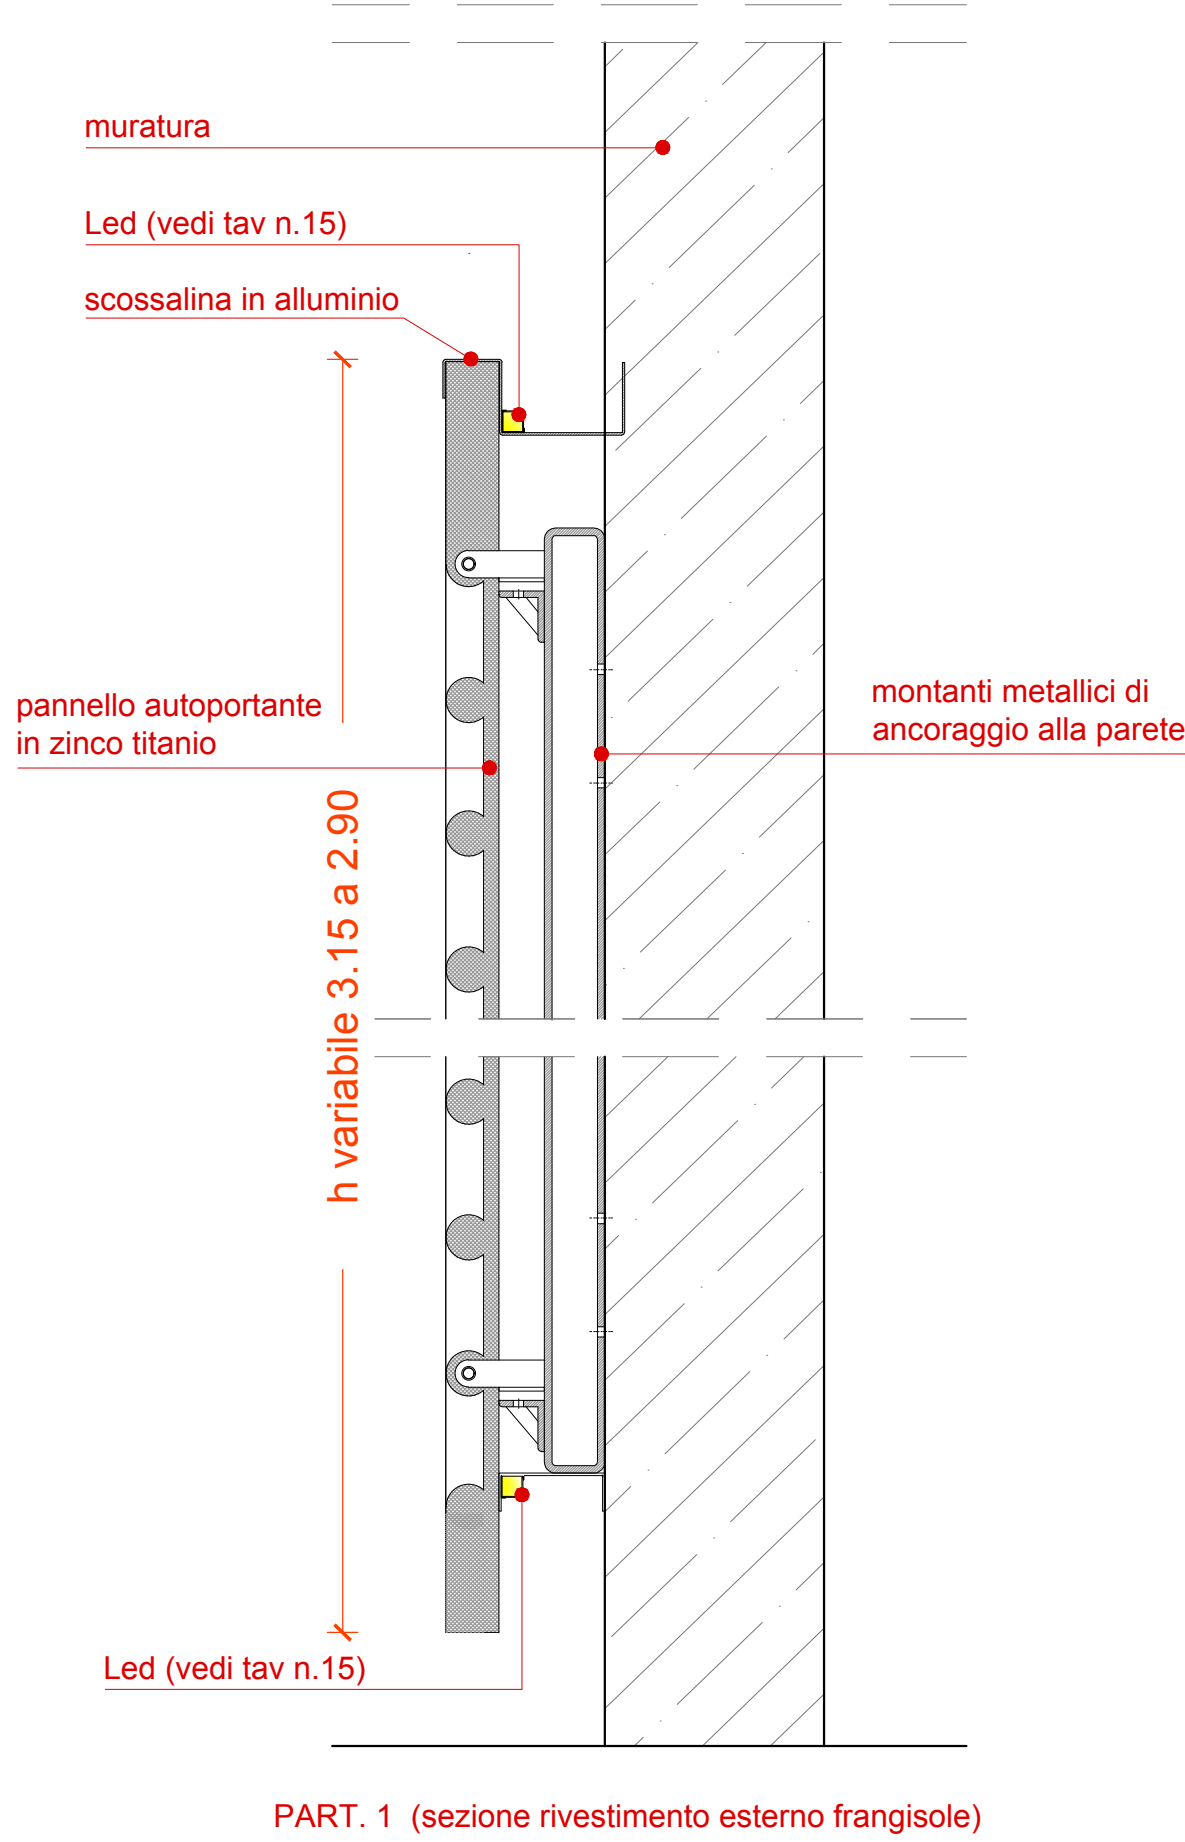 muratura
Led (vedi tav n.15)
scossalina in alluminio
pannello autoportante
in zinco titanio
montanti metallici di
ancoraggio alla parete
h variabile 3.15 a 2.90
Led (vedi tav n.15)
PART. 1 (sezione rivestimento esterno frangisole)